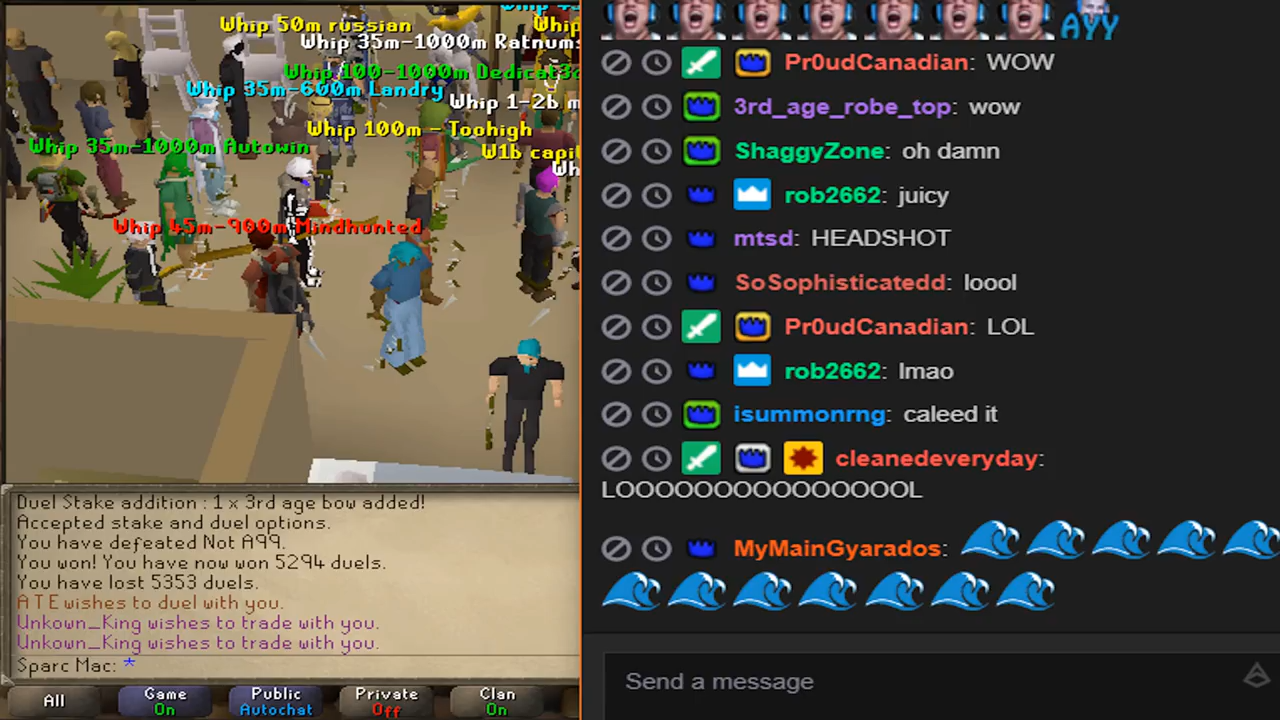 Whip 50m russian
Whip 35m-1000m Ratnums
Whip 100-1000m Dedicat3
Whip 35m-600m Landry
Whip 1-2b m
Whip 100m - Toohigh
Whip 35m-1000m Autowin
W1b capi
Wh
Whip 45m-900m Mindhunted
Duel Stake addition : 1 x 3rd age bow added!
Accepted stake and duel options.
You have defeated Not A99.
You won! You have now won 5294 duels.
You have lost 5353 duels.
A T E wishes to duel with you.
Unkown_King wishes to trade with you.
Unkown_King wishes to trade with you.
Sparc Mac: *
All
Game
On
Public
Autochat
Private
Off
Clan
On
AYY
Pr0udCanadian: WOW
3rd_age_robe_top: wow
ShaggyZone: oh damn
rob2662: juicy
mtsd: HEADSHOT
SoSophisticatedd: loool
Pr0udCanadian: LOL
rob2662: lmao
isummonrng: caleed it
cleanedeveryday:
LOOOOOOOOOOOOOOOL
MyMainGyarados:
Send a message